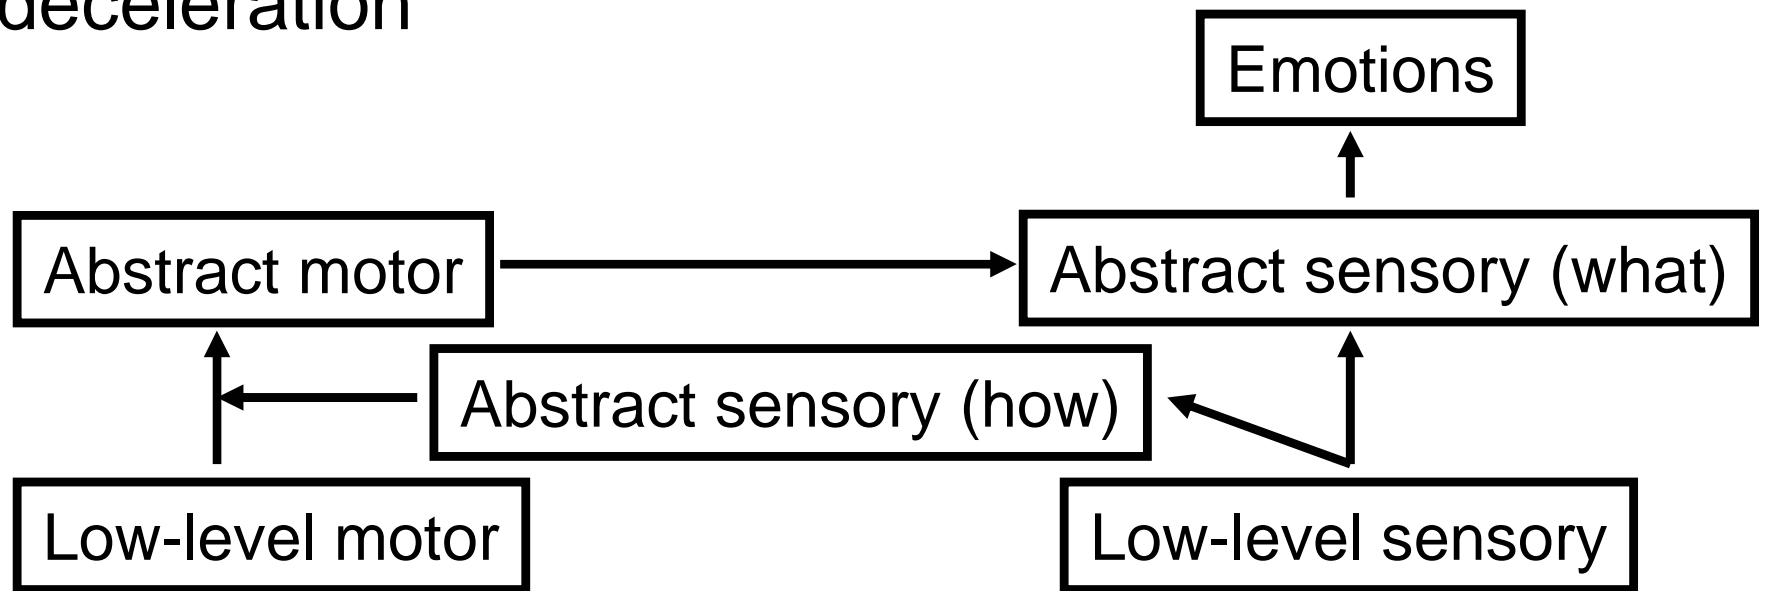 deceleration
Emotions
Abstract motor
Abstract sensory (what)
Abstract sensory (how)
Low-level motor
Low-level sensory